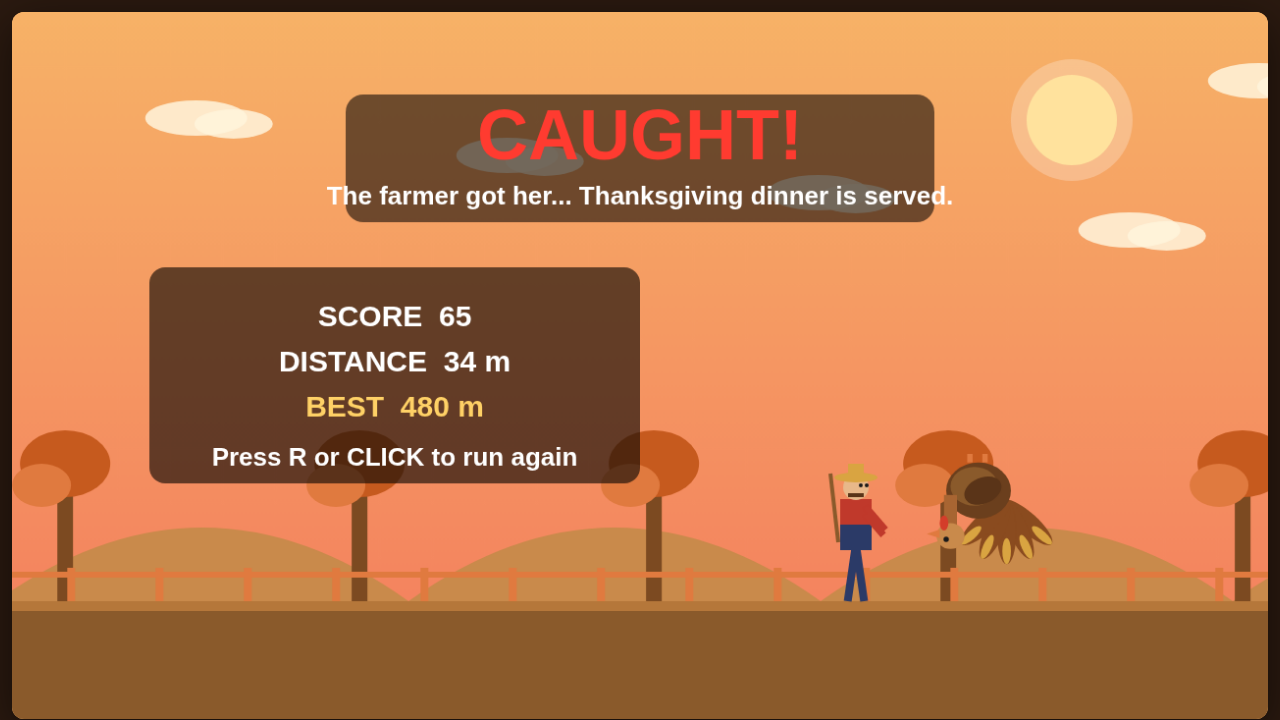 CAUGHT!
The farmer got her... Thanksgiving dinner is served.
SCORE 65
DISTANCE 34 m
BEST 480 m
Press R or CLICK to run again